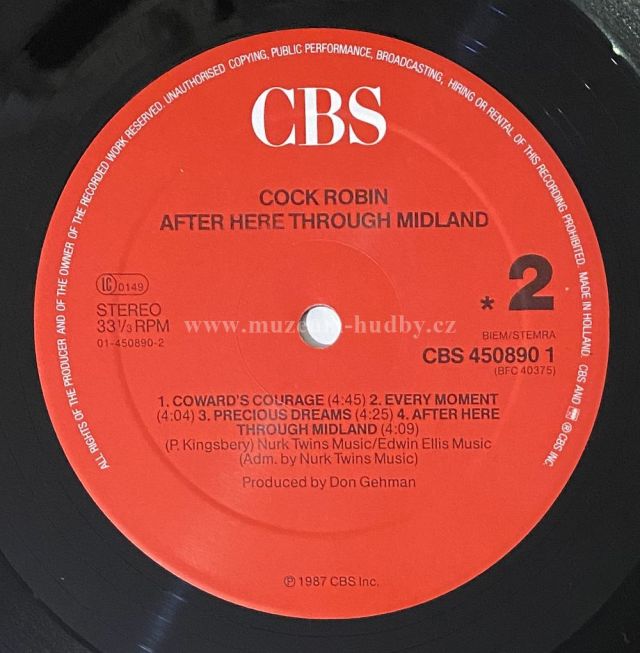 ALL RIGHTS OF THE PRODUCER AND OF THE OWNER OF THE RECORDED WORK RESERVED. UNAUTHORISED COPYING, PUBLIC PERFORMANCE, BROADCASTING, HIRING OR RENTAL OF THIS RECORDING PROHIBITED. MADE IN HOLLAND. CBS AND ® CBS INC.
CBS
COCK ROBIN
AFTER HERE THROUGH MIDLAND
LC 0149
STEREO
33 1/3 RPM
01-450890-2
* 2
BIEM/STEMRA
CBS 450890 1
(BFC 40375)
www.muzeum-hudby.cz
1. COWARD'S COURAGE (4:45) 2. EVERY MOMENT
(4:04) 3. PRECIOUS DREAMS (4:25) 4. AFTER HERE
THROUGH MIDLAND (4:09)
(P. Kingsbery) Nurk Twins Music/Edwin Ellis Music
(Adm. by Nurk Twins Music)
Produced by Don Gehman
℗ 1987 CBS Inc.